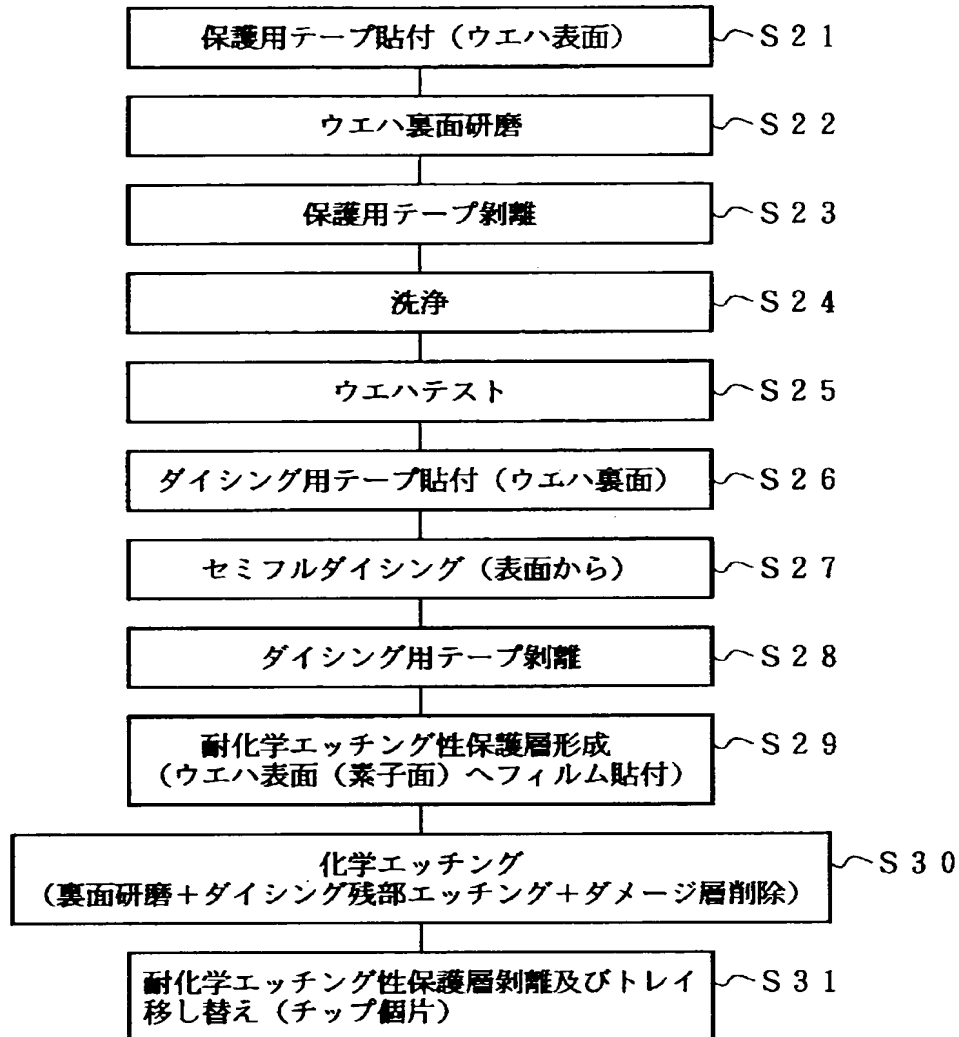 保護用テープ貼付(ウエハ表面) S21
ウエハ裏面研磨 S22
保護用テープ剥離 S23
洗浄 S24
ウエハテスト S25
ダイシング用テープ貼付(ウエハ裏面) S26
セミフルダイシング(表面から) S27
ダイシング用テープ剥離 S28
耐化学エッチング性保護層形成 S29
(ウエハ表面(素子面)へフィルム貼付)
化学エッチング S30
(裏面研磨+ダイシング残部エッチング+ダメージ層削除)
耐化学エッチング性保護層剥離及びトレイ S31
移し替え(チップ個片)